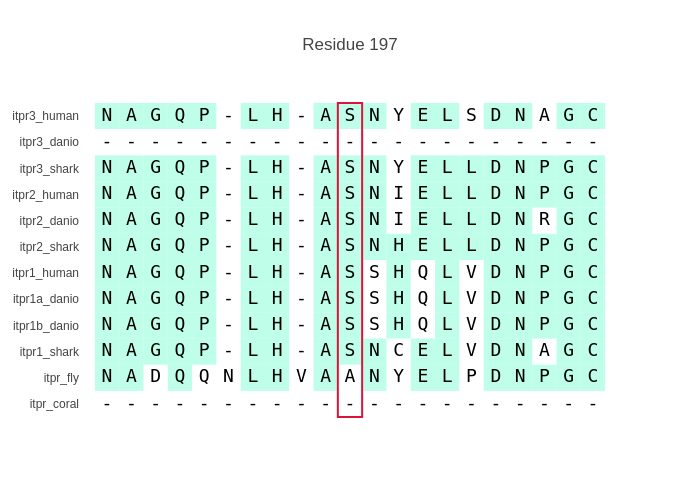 Residue 197
itpr3_human N A G Q P - L H - A S N Y E L S D N A G C
itpr3_danio - - - - - - - - - - - - - - - - - - - - -
itpr3_shark N A G Q P - L H - A S N Y E L L D N P G C
itpr2_human N A G Q P - L H - A S N I E L L D N P G C
itpr2_danio N A G Q P - L H - A S N I E L L D N R G C
itpr2_shark N A G Q P - L H - A S N H E L L D N P G C
itpr1_human N A G Q P - L H - A S S H Q L V D N P G C
itpr1a_danio N A G Q P - L H - A S S H Q L V D N P G C
itpr1b_danio N A G Q P - L H - A S S H Q L V D N P G C
itpr1_shark N A G Q P - L H - A S N C E L V D N A G C
itpr_fly N A D Q Q N L H V A A N Y E L P D N P G C
itpr_coral - - - - - - - - - - - - - - - - - - - - -